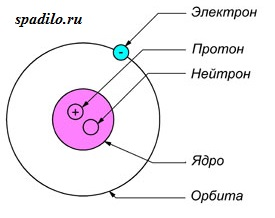 spadilo.ru
Электрон
Протон
Нейтрон
Ядро
Орбита
-
+